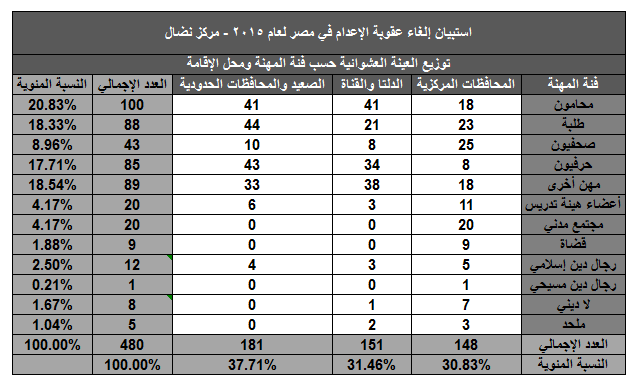 استبيان إلغاء عقوبة الإعدام في مصر لعام ٢٠١٥ - مركز نضال
توزيع العينة العشوائية حسب فئة المهنة ومحل الإقامة
فئة المهنة المحافظات المركزية الدلتا والقناة الصعيد والمحافظات الحدودية العدد الإجمالي النسبة المئوية
محامون 18 41 41 100 20.83%
طلبة 23 21 44 88 18.33%
صحفيون 25 8 10 43 8.96%
حرفيون 8 34 43 85 17.71%
مهن أخرى 18 38 33 89 18.54%
أعضاء هيئة تدريس 11 3 6 20 4.17%
مجتمع مدني 20 0 0 20 4.17%
قضاة 9 0 0 9 1.88%
رجال دين إسلامي 5 3 4 12 2.50%
رجال دين مسيحي 1 0 0 1 0.21%
لا ديني 7 1 0 8 1.67%
ملحد 3 2 0 5 1.04%
العدد الإجمالي 148 151 181 480 100.00%
النسبة المئوية 30.83% 31.46% 37.71% 100.00%